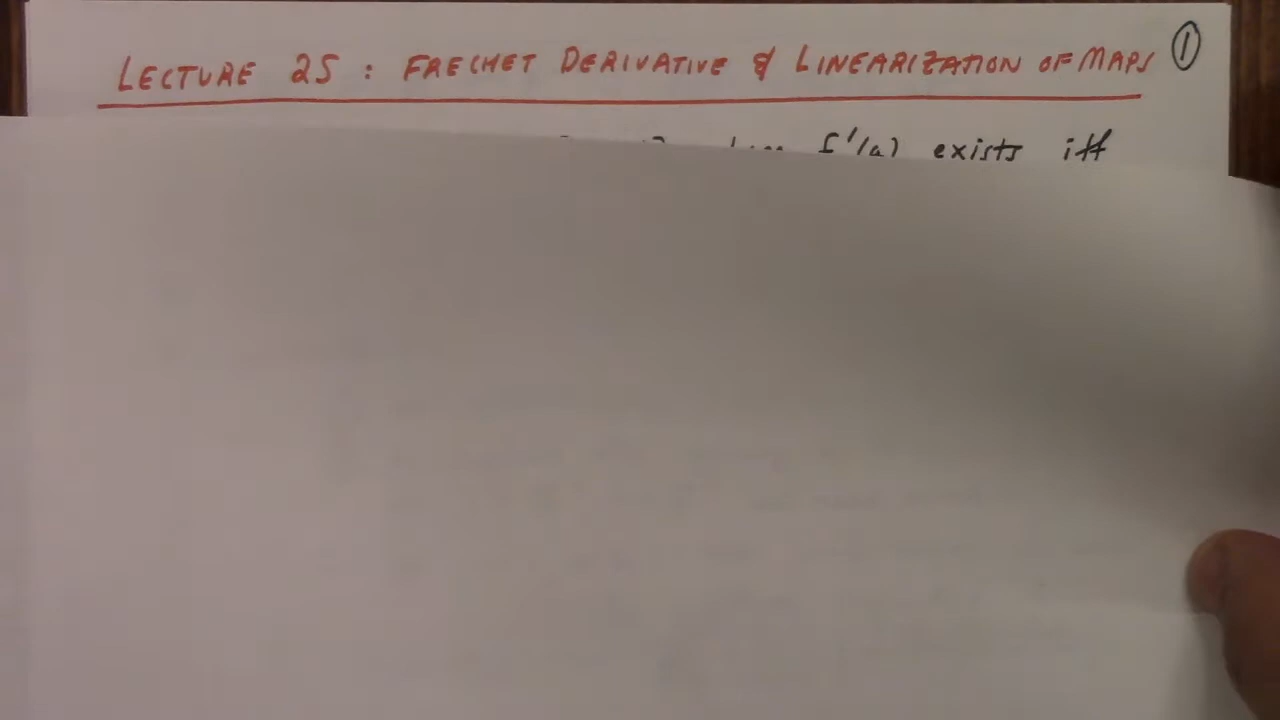 LECTURE 25 : FRECHET DERIVATIVE & LINEARIZATION OF MAPS ①
f'(a) exists iff